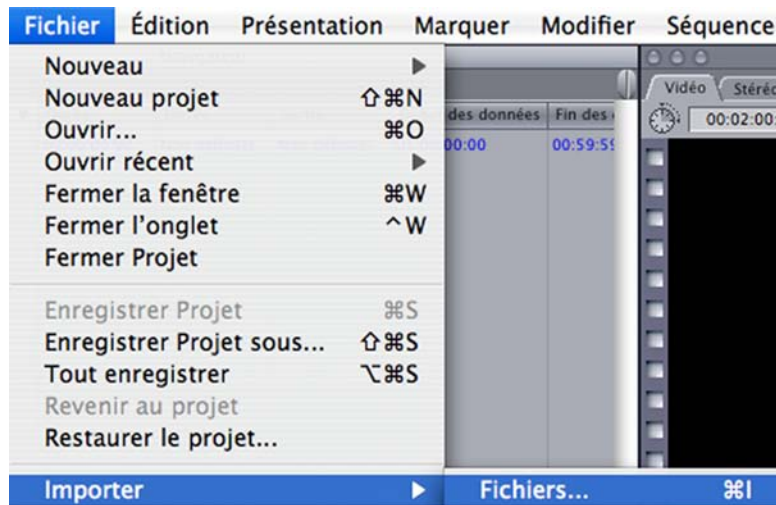 Fichier Édition Présentation Marquer Modifier Séquence
Nouveau
Nouveau projet ⇧⌘N
Ouvrir... ⌘O
Ouvrir récent
Fermer la fenêtre ⌘W
Fermer l'onglet ^W
Fermer Projet
Enregistrer Projet ⌘S
Enregistrer Projet sous... ⇧⌘S
Tout enregistrer ⌥⌘S
Revenir au projet
Restaurer le projet...
Importer
Fichiers... ⌘I
des données Fin des
00:00 00:59:59
Vidéo
00:02:00: